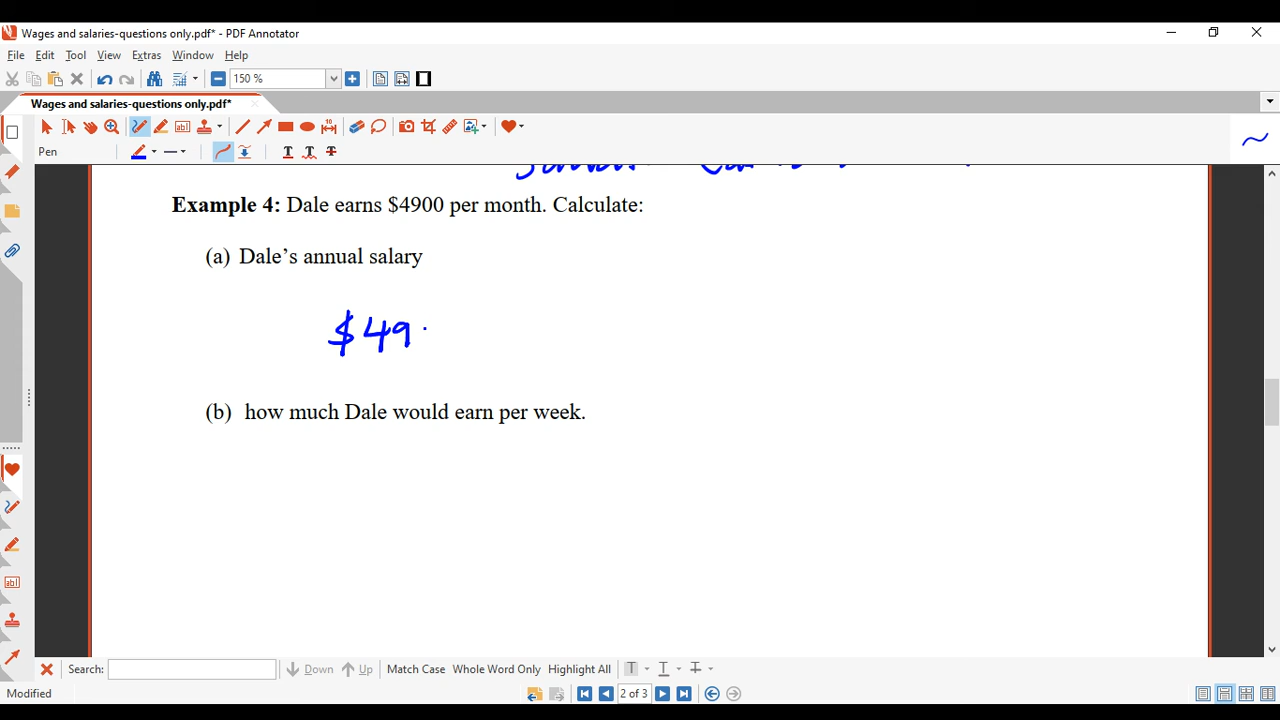 Wages and salaries-questions only.pdf* - PDF Annotator
File Edit Tool View Extras Window Help
150 %
Wages and salaries-questions only.pdf*
Pen
Example 4: Dale earns $4900 per month. Calculate:
(a) Dale’s annual salary
$49
(b) how much Dale would earn per week.
Search: Down Up Match Case Whole Word Only Highlight All
Modified 2 of 3